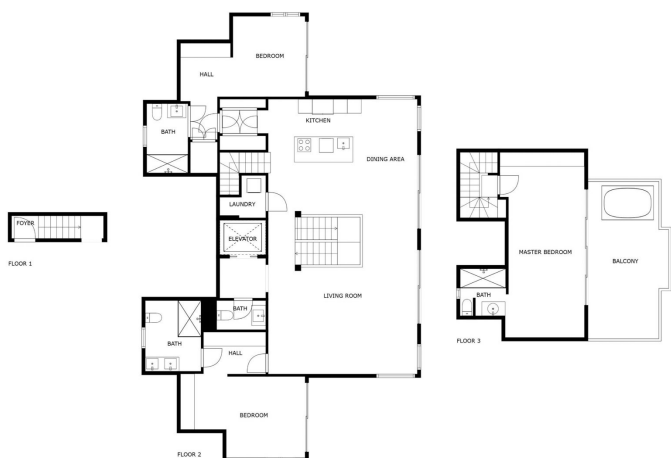 FOYER
FLOOR 1
BEDROOM
HALL
KITCHEN
BATH
DINING AREA
LAUNDRY
ELEVATOR
LIVING ROOM
BATH
BATH
HALL
BEDROOM
FLOOR 2
MASTER BEDROOM
BALCONY
BATH
FLOOR 3